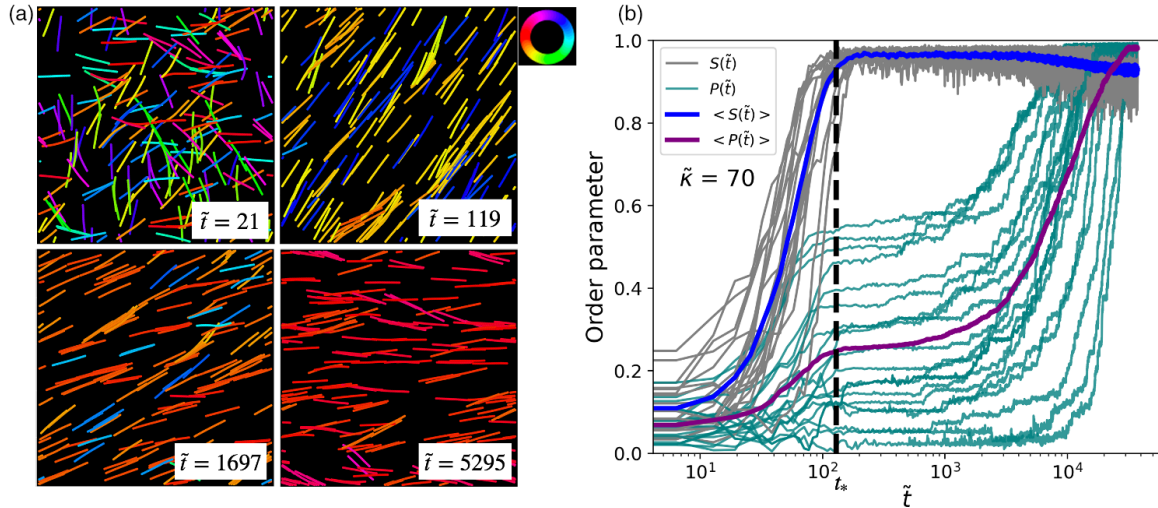 (a)
t̃ = 21
t̃ = 119
t̃ = 1697
t̃ = 5295
(b)
Order parameter
1.0
0.8
0.6
0.4
0.2
0.0
S(t̃)
P(t̃)
< S(t̃) >
< P(t̃) >
κ̃ = 70
10¹
10²
10³
10⁴
t*
t̃